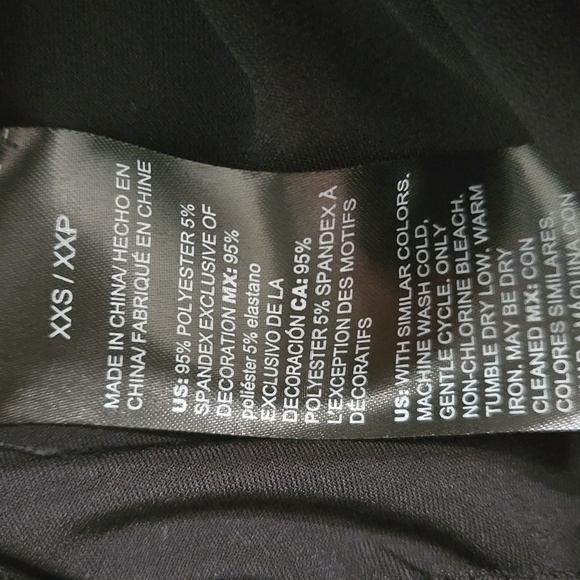 XXS / XXP
MADE IN CHINA/ HECHO EN
CHINA/ FABRIQUÉ EN CHINE
US: 95% POLYESTER 5%
SPANDEX EXCLUSIVE OF
DECORATION MX: 95%
poliéster 5% elastano
EXCLUSIVO DE LA
DECORACIÓN CA: 95%
POLYESTER 5% SPANDEX À
L'EXCEPTION DES MOTIFS
DÉCORATIFS
US: WITH SIMILAR COLORS.
MACHINE WASH COLD,
GENTLE CYCLE. ONLY
NON-CHLORINE BLEACH.
TUMBLE DRY LOW. WARM
IRON. MAY BE DRY
CLEANED MX: CON
COLORES SIMILARES.
CON